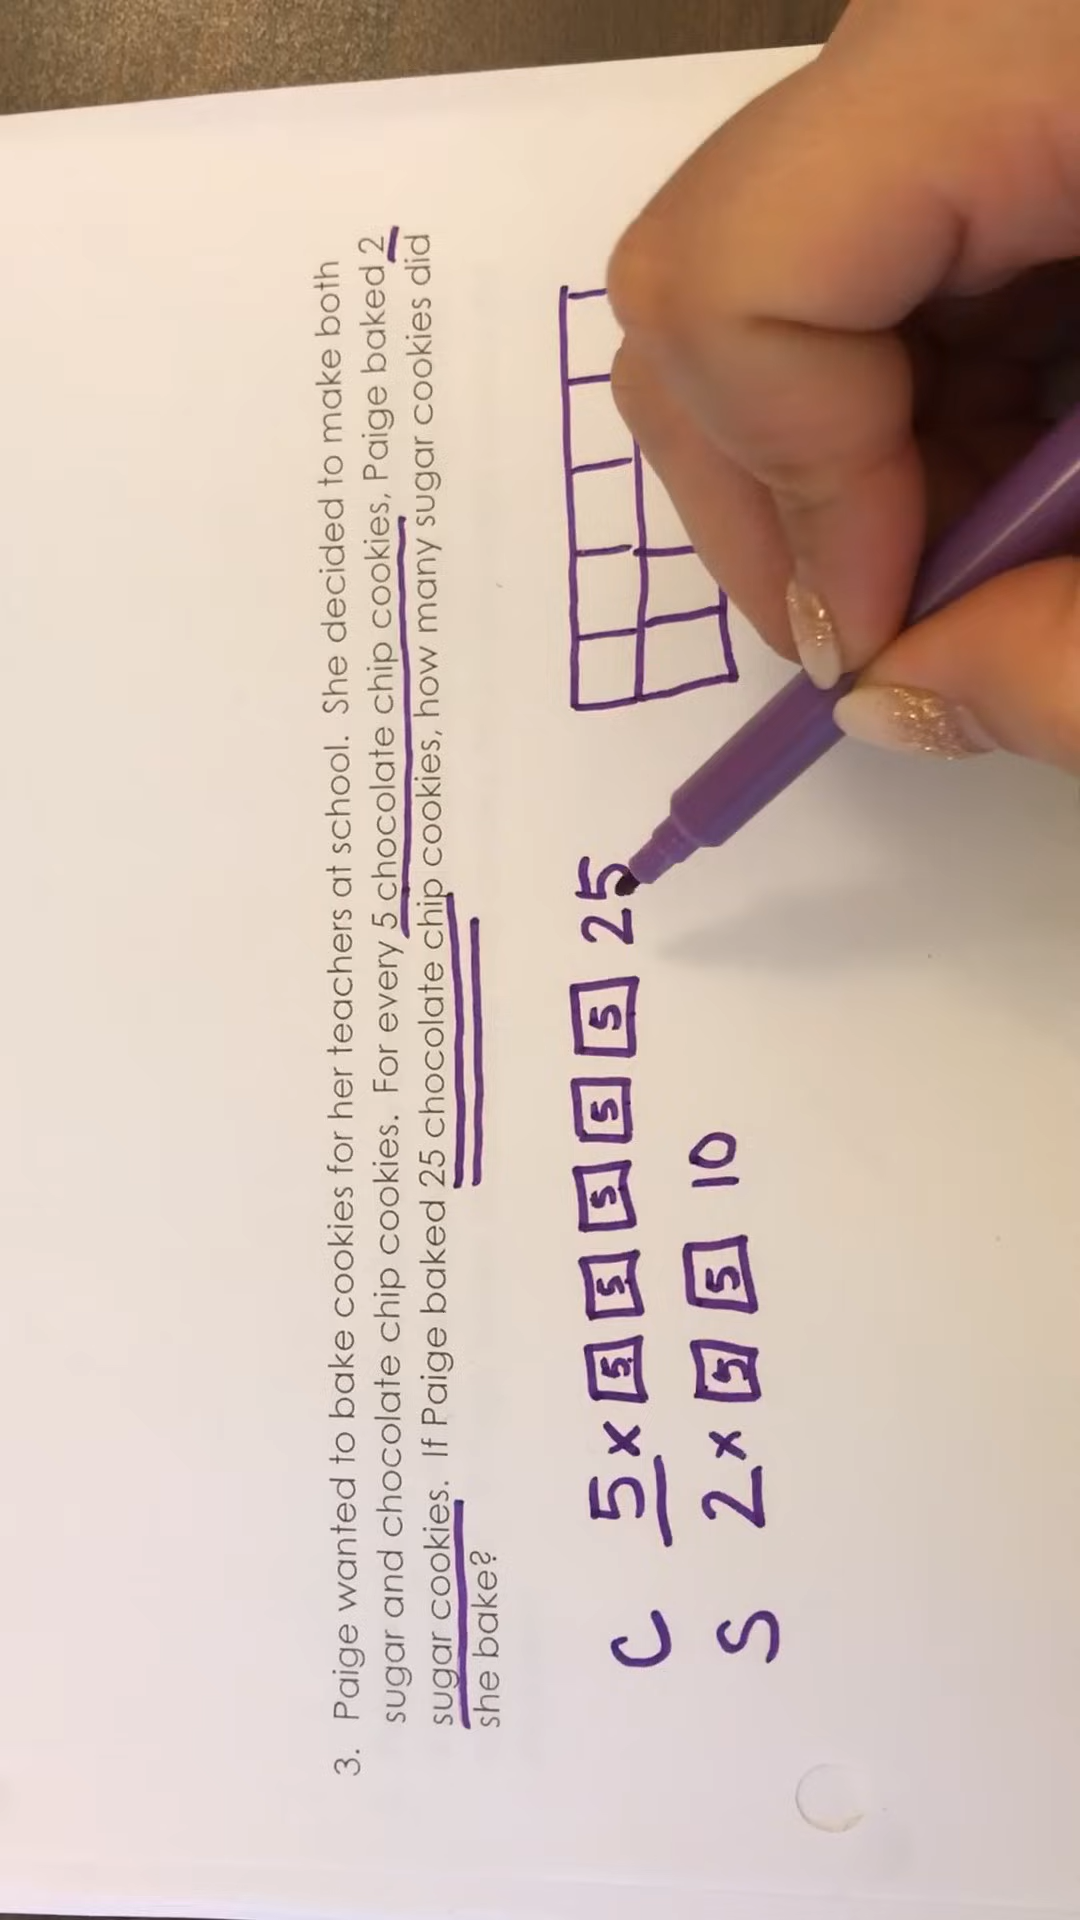 3. Paige wanted to bake cookies for her teachers at school. She decided to make both
sugar and chocolate chip cookies. For every 5 chocolate chip cookies, Paige baked 2
sugar cookies. If Paige baked 25 chocolate chip cookies, how many sugar cookies did
she bake?
C 5 x 5 5 5 5 5 25
S 2 x 5 5 10